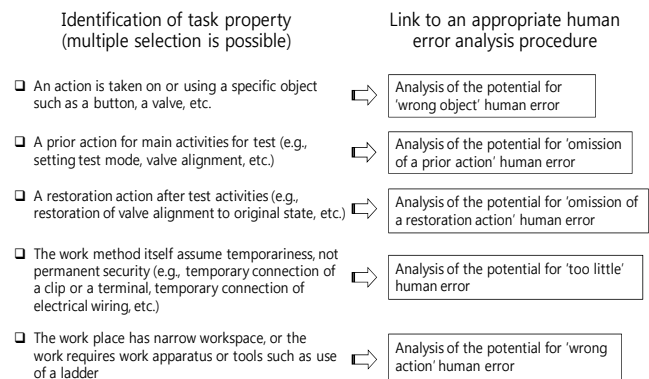 Identification of task property
(multiple selection is possible)
Link to an appropriate human
error analysis procedure
An action is taken on or using a specific object
such as a button, a valve, etc.
Analysis of the potential for
'wrong object' human error
A prior action for main activities for test (e.g.,
setting test mode, valve alignment, etc.)
Analysis of the potential for 'omission
of a prior action' human error
A restoration action after test activities (e.g.,
restoration of valve alignment to original state, etc.)
Analysis of the potential for 'omission of
a restoration action' human error
The work method itself assume temporariness, not
permanent security (e.g., temporary connection of
a clip or a terminal, temporary connection of
electrical wiring, etc.)
Analysis of the potential for 'too little'
human error
The work place has narrow workspace, or the
work requires work apparatus or tools such as use
of a ladder
Analysis of the potential for 'wrong
action' human error